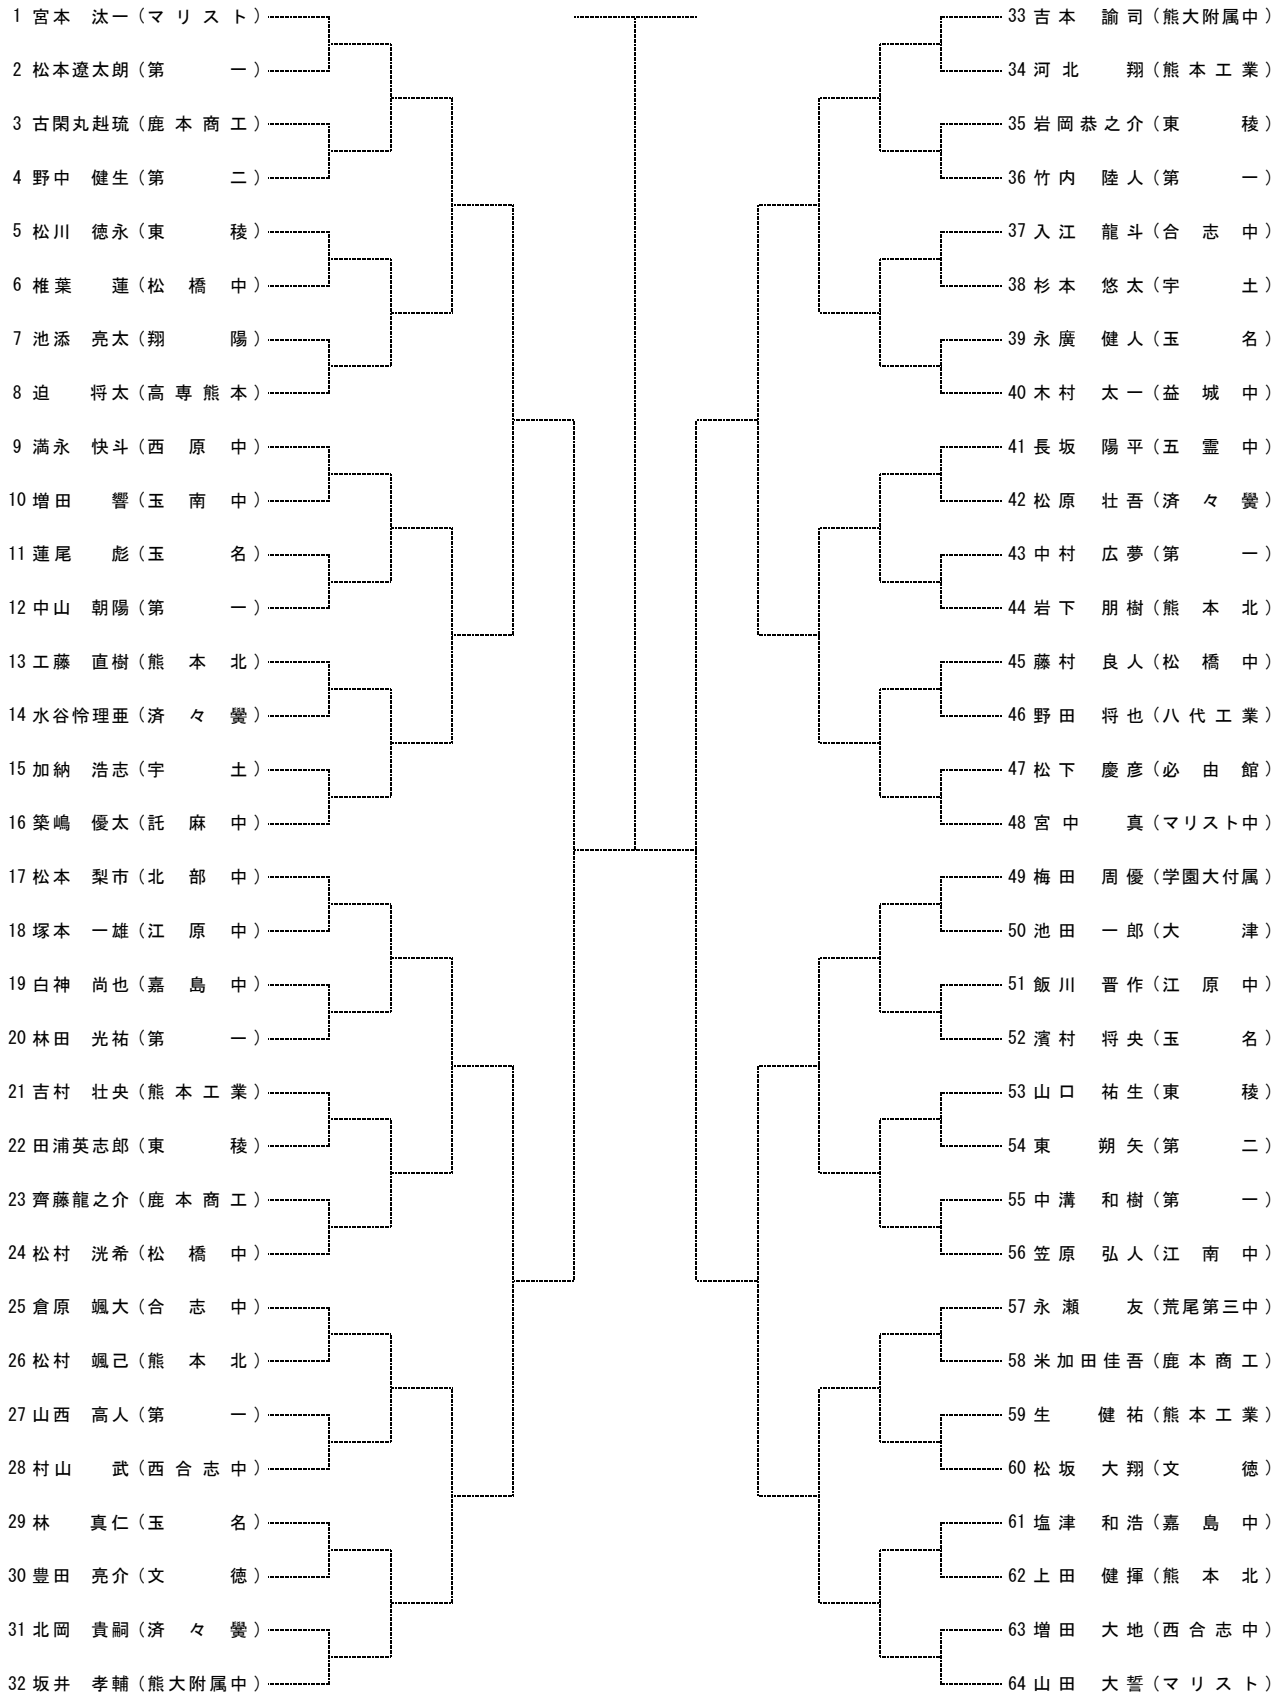 1 宮本　汰一（マリスト）
2 松本遼太朗（第一）
3 古閑丸赳琉（鹿本商工）
4 野中　健生（第二）
5 松川　徳永（東稜）
6 椎葉　蓮（松橋中）
7 池添　亮太（翔陽）
8 迫　将太（高専熊本）
9 満永　快斗（西原中）
10 増田　響（玉南中）
11 蓮尾　彪（玉名）
12 中山　朝陽（第一）
13 工藤　直樹（熊本北）
14 水谷怜理亜（済々黌）
15 加納　浩志（宇土）
16 築嶋　優太（託麻中）
17 松本　梨市（北部中）
18 塚本　一雄（江原中）
19 白神　尚也（嘉島中）
20 林田　光祐（第一）
21 吉村　壮央（熊本工業）
22 田浦英志郎（東稜）
23 齊藤龍之介（鹿本商工）
24 松村　洸希（松橋中）
25 倉原　颯大（合志中）
26 松村　颯己（熊本北）
27 山西　高人（第一）
28 村山　武（西合志中）
29 林　真仁（玉名）
30 豊田　亮介（文徳）
31 北岡　貴嗣（済々黌）
32 坂井　孝輔（熊大附属中）
33 吉本　諭司（熊大附属中）
34 河北　翔（熊本工業）
35 岩岡恭之介（東稜）
36 竹内　陸人（第一）
37 入江　龍斗（合志中）
38 杉本　悠太（宇土）
39 永廣　健人（玉名）
40 木村　太一（益城中）
41 長坂　陽平（五霊中）
42 松原　壮吾（済々黌）
43 中村　広夢（第一）
44 岩下　朋樹（熊本北）
45 藤村　良人（松橋中）
46 野田　将也（八代工業）
47 松下　慶彦（必由館）
48 宮中　真（マリスト中）
49 梅田　周優（学園大付属）
50 池田　一郎（大津）
51 飯川　晋作（江原中）
52 濱村　将央（玉名）
53 山口　祐生（東稜）
54 東　朔矢（第二）
55 中溝　和樹（第一）
56 笠原　弘人（江南中）
57 永瀬　友（荒尾第三中）
58 米加田佳吾（鹿本商工）
59 生　健祐（熊本工業）
60 松坂　大翔（文徳）
61 塩津　和浩（嘉島中）
62 上田　健揮（熊本北）
63 増田　大地（西合志中）
64 山田　大誓（マリスト）